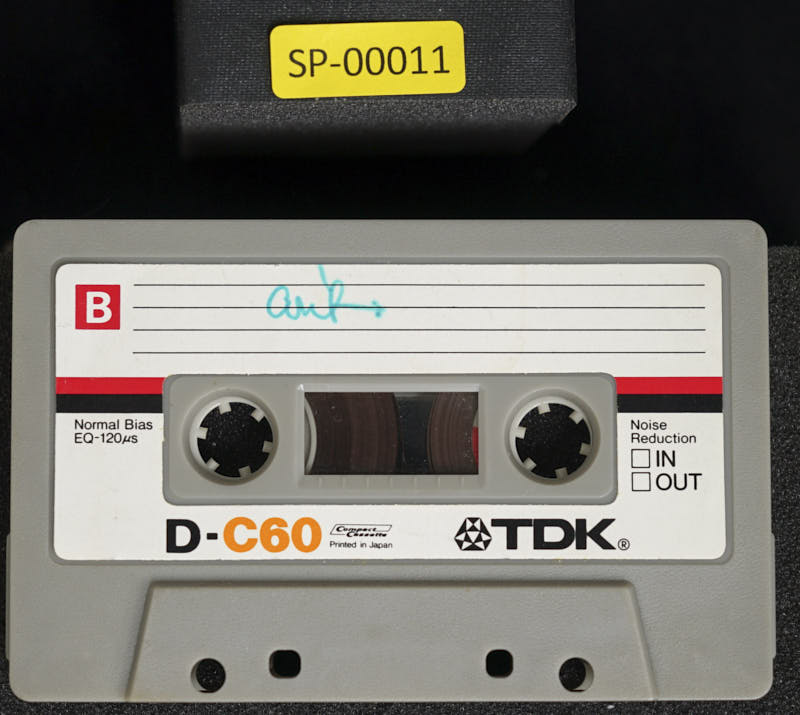 SP-00011
B
Normal Bias
EQ-120μs
Noise
Reduction
IN
OUT
D-C60
Compact
Cassette
Printed in Japan
TDK®